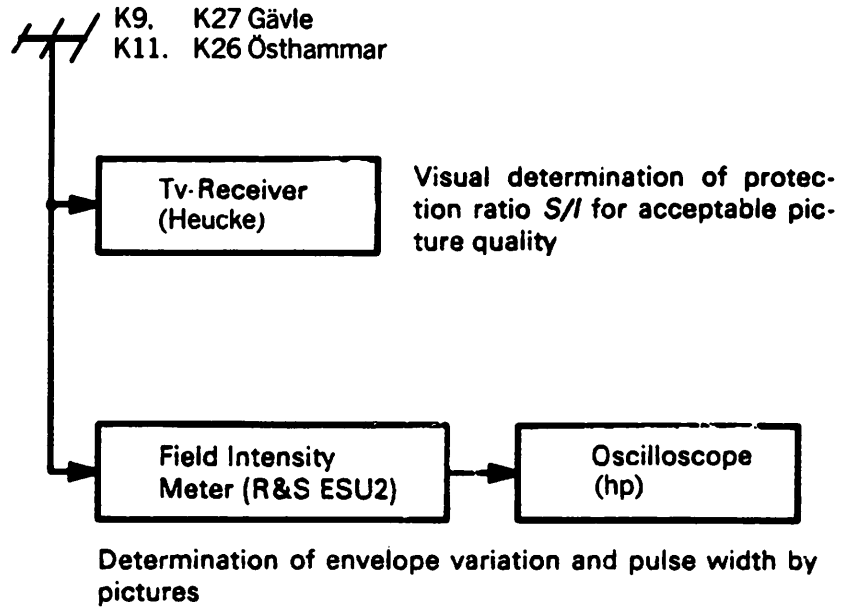 K9. K27 Gävle
K11. K26 Östhammar
Tv-Receiver
(Heucke)
Visual determination of protec-
tion ratio S/I for acceptable pic-
ture quality
Field Intensity
Meter (R&S ESU2)
Oscilloscope
(hp)
Determination of envelope variation and pulse width by
pictures